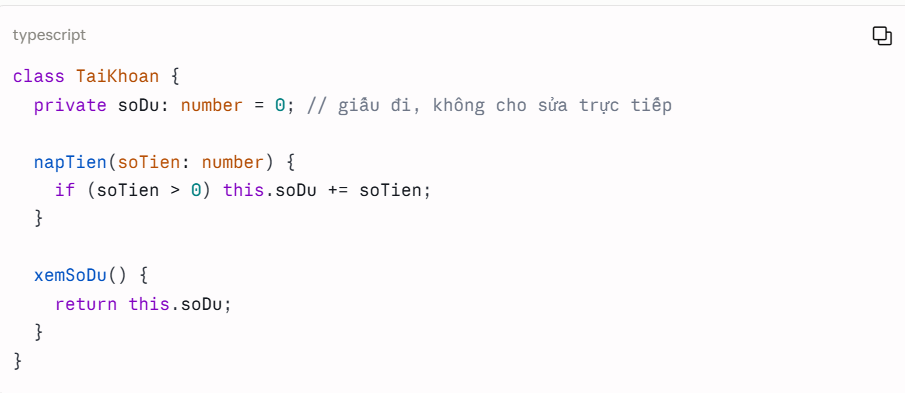 typescript
class TaiKhoan {
  private soDu: number = 0; // giấu đi, không cho sửa trực tiếp
  napTien(soTien: number) {
    if (soTien > 0) this.soDu += soTien;
  }
  xemSoDu() {
    return this.soDu;
  }
}